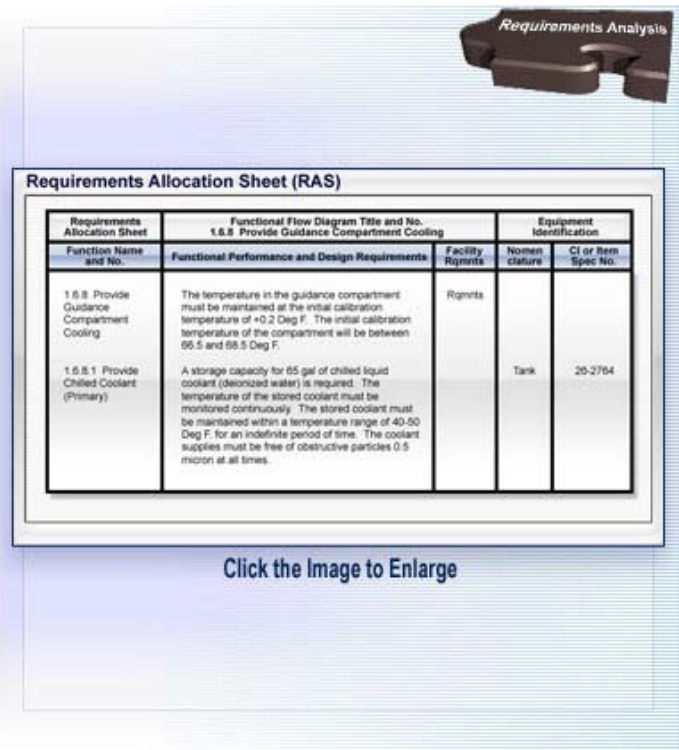 Requirements Analysis
Requirements Allocation Sheet (RAS)
Requirements
Allocation Sheet
Functional Flow Diagram Title and No.
1.6.8 Provide Guidance Compartment Cooling
Equipment
Identification
Function Name
and No.
Functional Performance and Design Requirements
Facility
Rqmnts
Nomen
clature
CI or Item
Spec No.
1.6.8 Provide
Guidance
Compartment
Cooling
The temperature in the guidance compartment
must be maintained at the initial calibration
temperature of +0.2 Deg F. The initial calibration
temperature of the compartment will be between
66.5 and 68.5 Deg F.
Rqmnts
1.6.8.1 Provide
Chilled Coolant
(Primary)
A storage capacity for 65 gal of chilled liquid
coolant (deionized water) is required. The
temperature of the stored coolant must be
monitored continuously. The stored coolant must
be maintained within a temperature range of 40-50
Deg F. for an indefinite period of time. The coolant
supplies must be free of obstructive particles 0.5
micron at all times.
Tank
26-2764
Click the Image to Enlarge